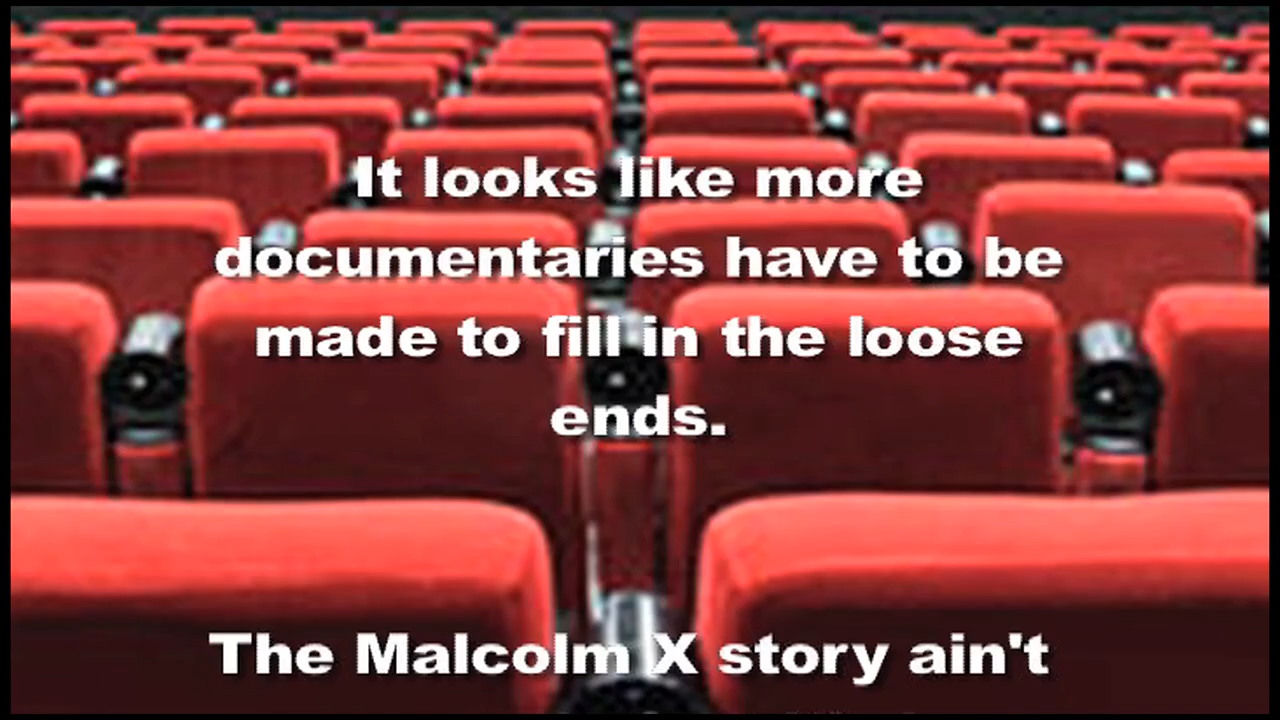 It looks like more
documentaries have to be
made to fill in the loose
ends.
The Malcolm X story ain't